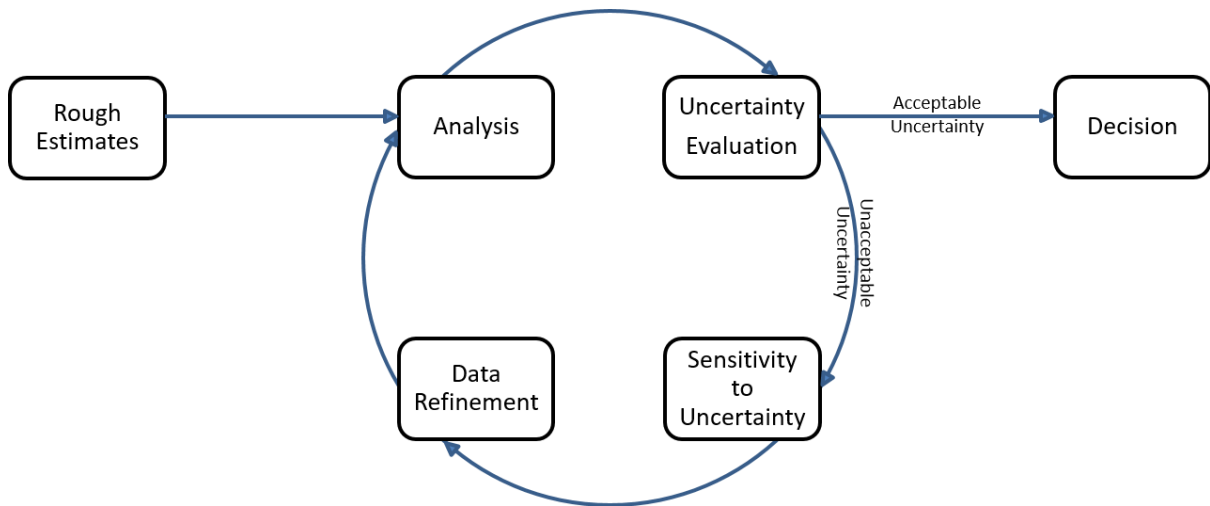 Rough
Estimates
Analysis
Uncertainty
Evaluation
Acceptable
Uncertainty
Decision
Unacceptable
Uncertainty
Data
Refinement
Sensitivity
to
Uncertainty